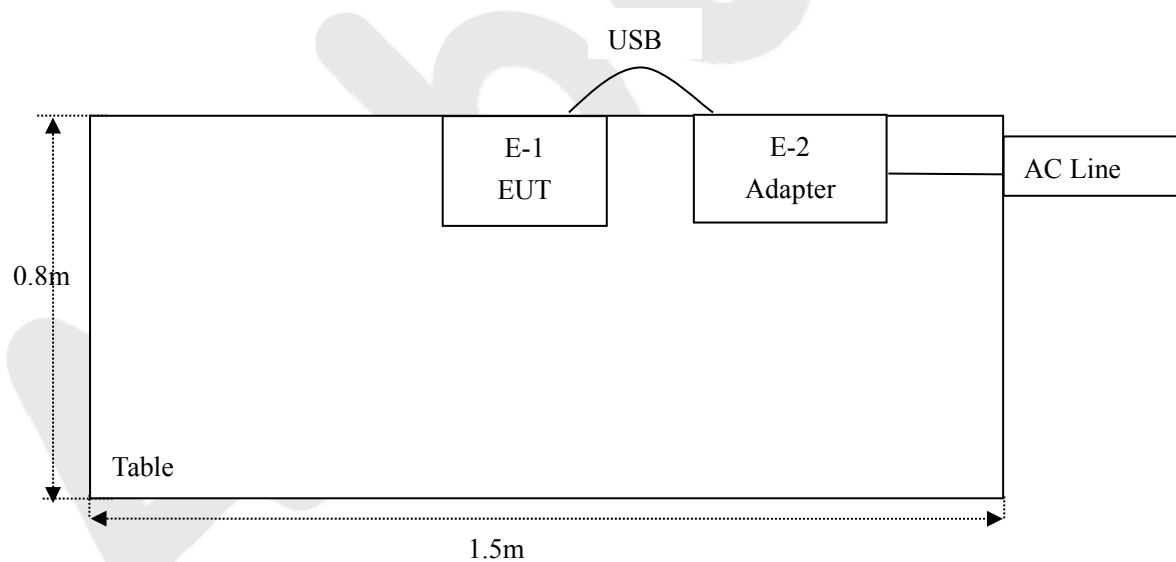 USB
E-1
EUT
E-2
Adapter
AC Line
0.8m
Table
1.5m